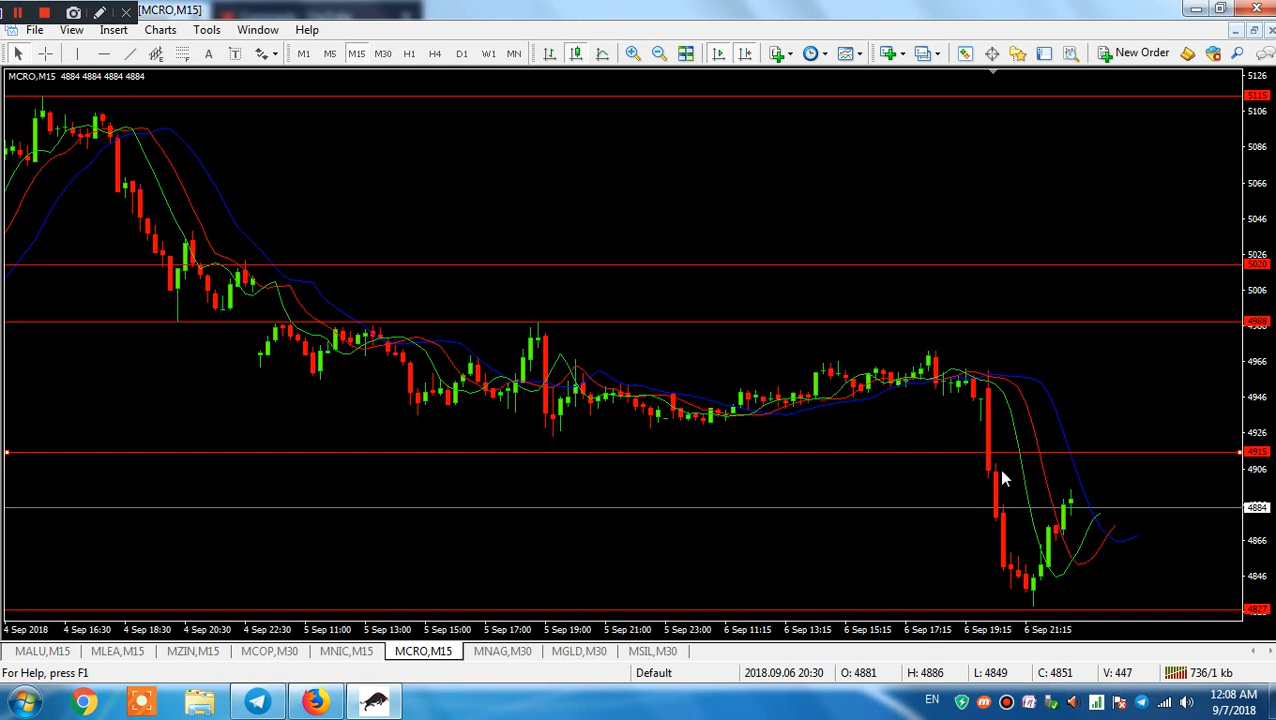 [MCRO,M15]
File View Insert Charts Tools Window Help
A T M1 M5 M15 M30 H1 H4 D1 W1 MN New Order
MCRO,M15 4884 4884 4884 4884
5126
5115
5106
5086
5066
5046
5026
5020
5006
4988
4966
4946
4926
4915
4906
4884
4866
4846
4827
4 Sep 2018 4 Sep 16:30 4 Sep 18:30 4 Sep 20:30 4 Sep 22:30 5 Sep 11:00 5 Sep 13:00 5 Sep 15:00 5 Sep 17:00 5 Sep 19:00 5 Sep 21:00 5 Sep 23:00 6 Sep 11:15 6 Sep 13:15 6 Sep 15:15 6 Sep 17:15 6 Sep 19:15 6 Sep 21:15
MALU,M15 MLEA,M15 MZIN,M15 MCOP,M30 MNIC,M15 MCRO,M15 MNAG,M30 MGLD,M30 MSIL,M30
For Help, press F1 Default 2018.09.06 20:30 O: 4881 H: 4886 L: 4849 C: 4851 V: 447 736/1 kb
EN 12:08 AM
9/7/2018